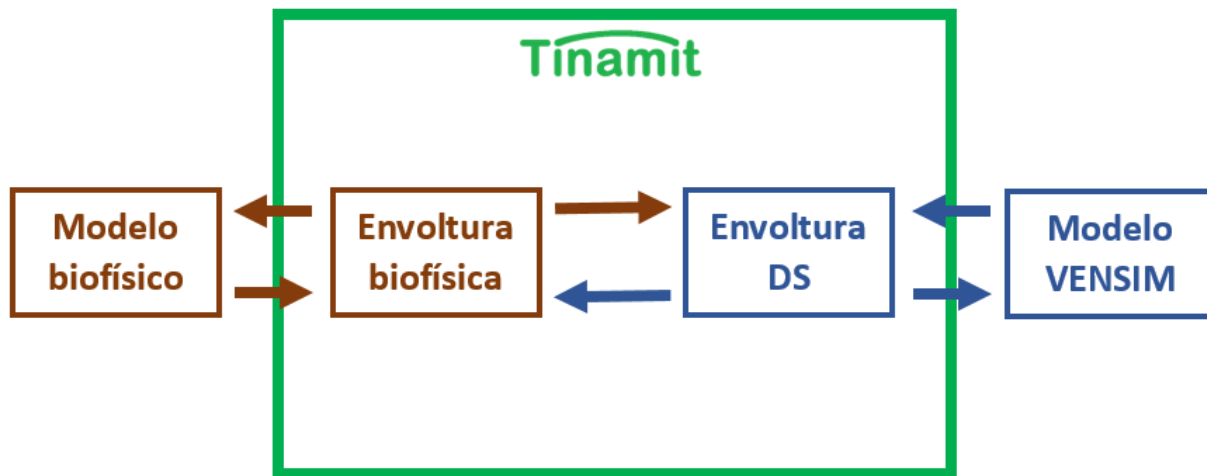 Tinamit
Modelo
biofísico
Envoltura
biofísica
Envoltura
DS
Modelo
VENSIM